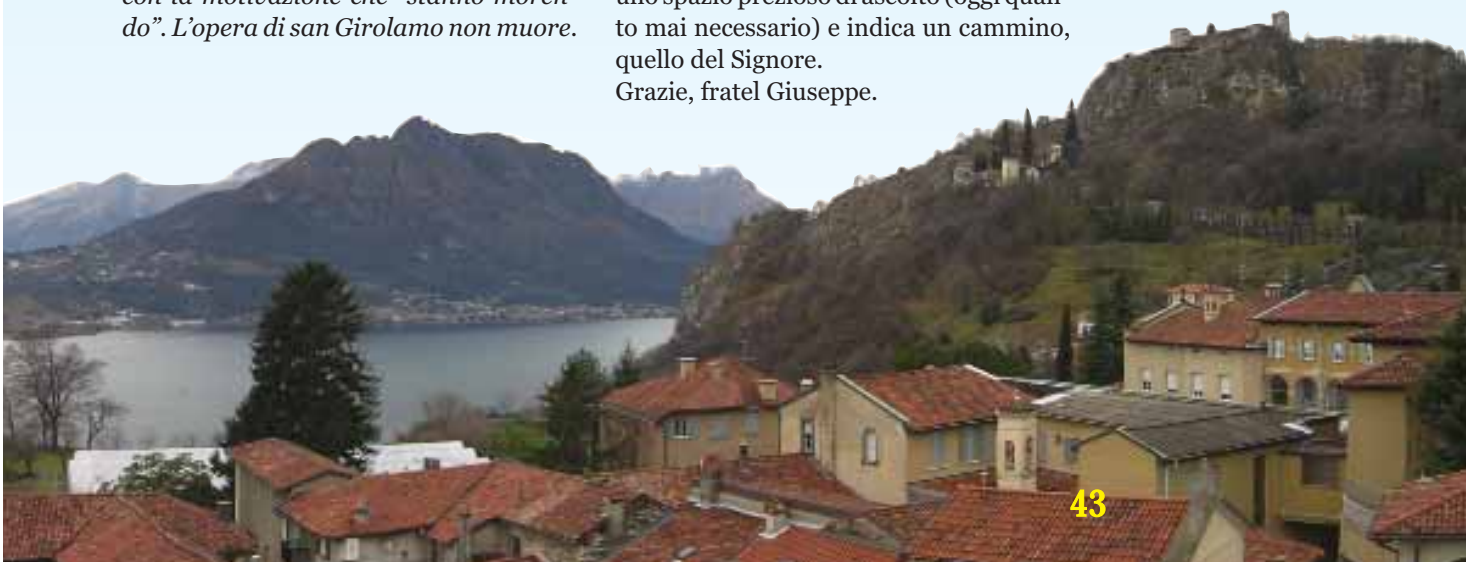 con la motivazione che "stanno moren-
do”. L’opera di san Girolamo non muore.
uno spazio prezioso di ascolto (oggi quan-
to mai necessario) e indica un cammino,
quello del Signore.
Grazie, fratel Giuseppe.
43